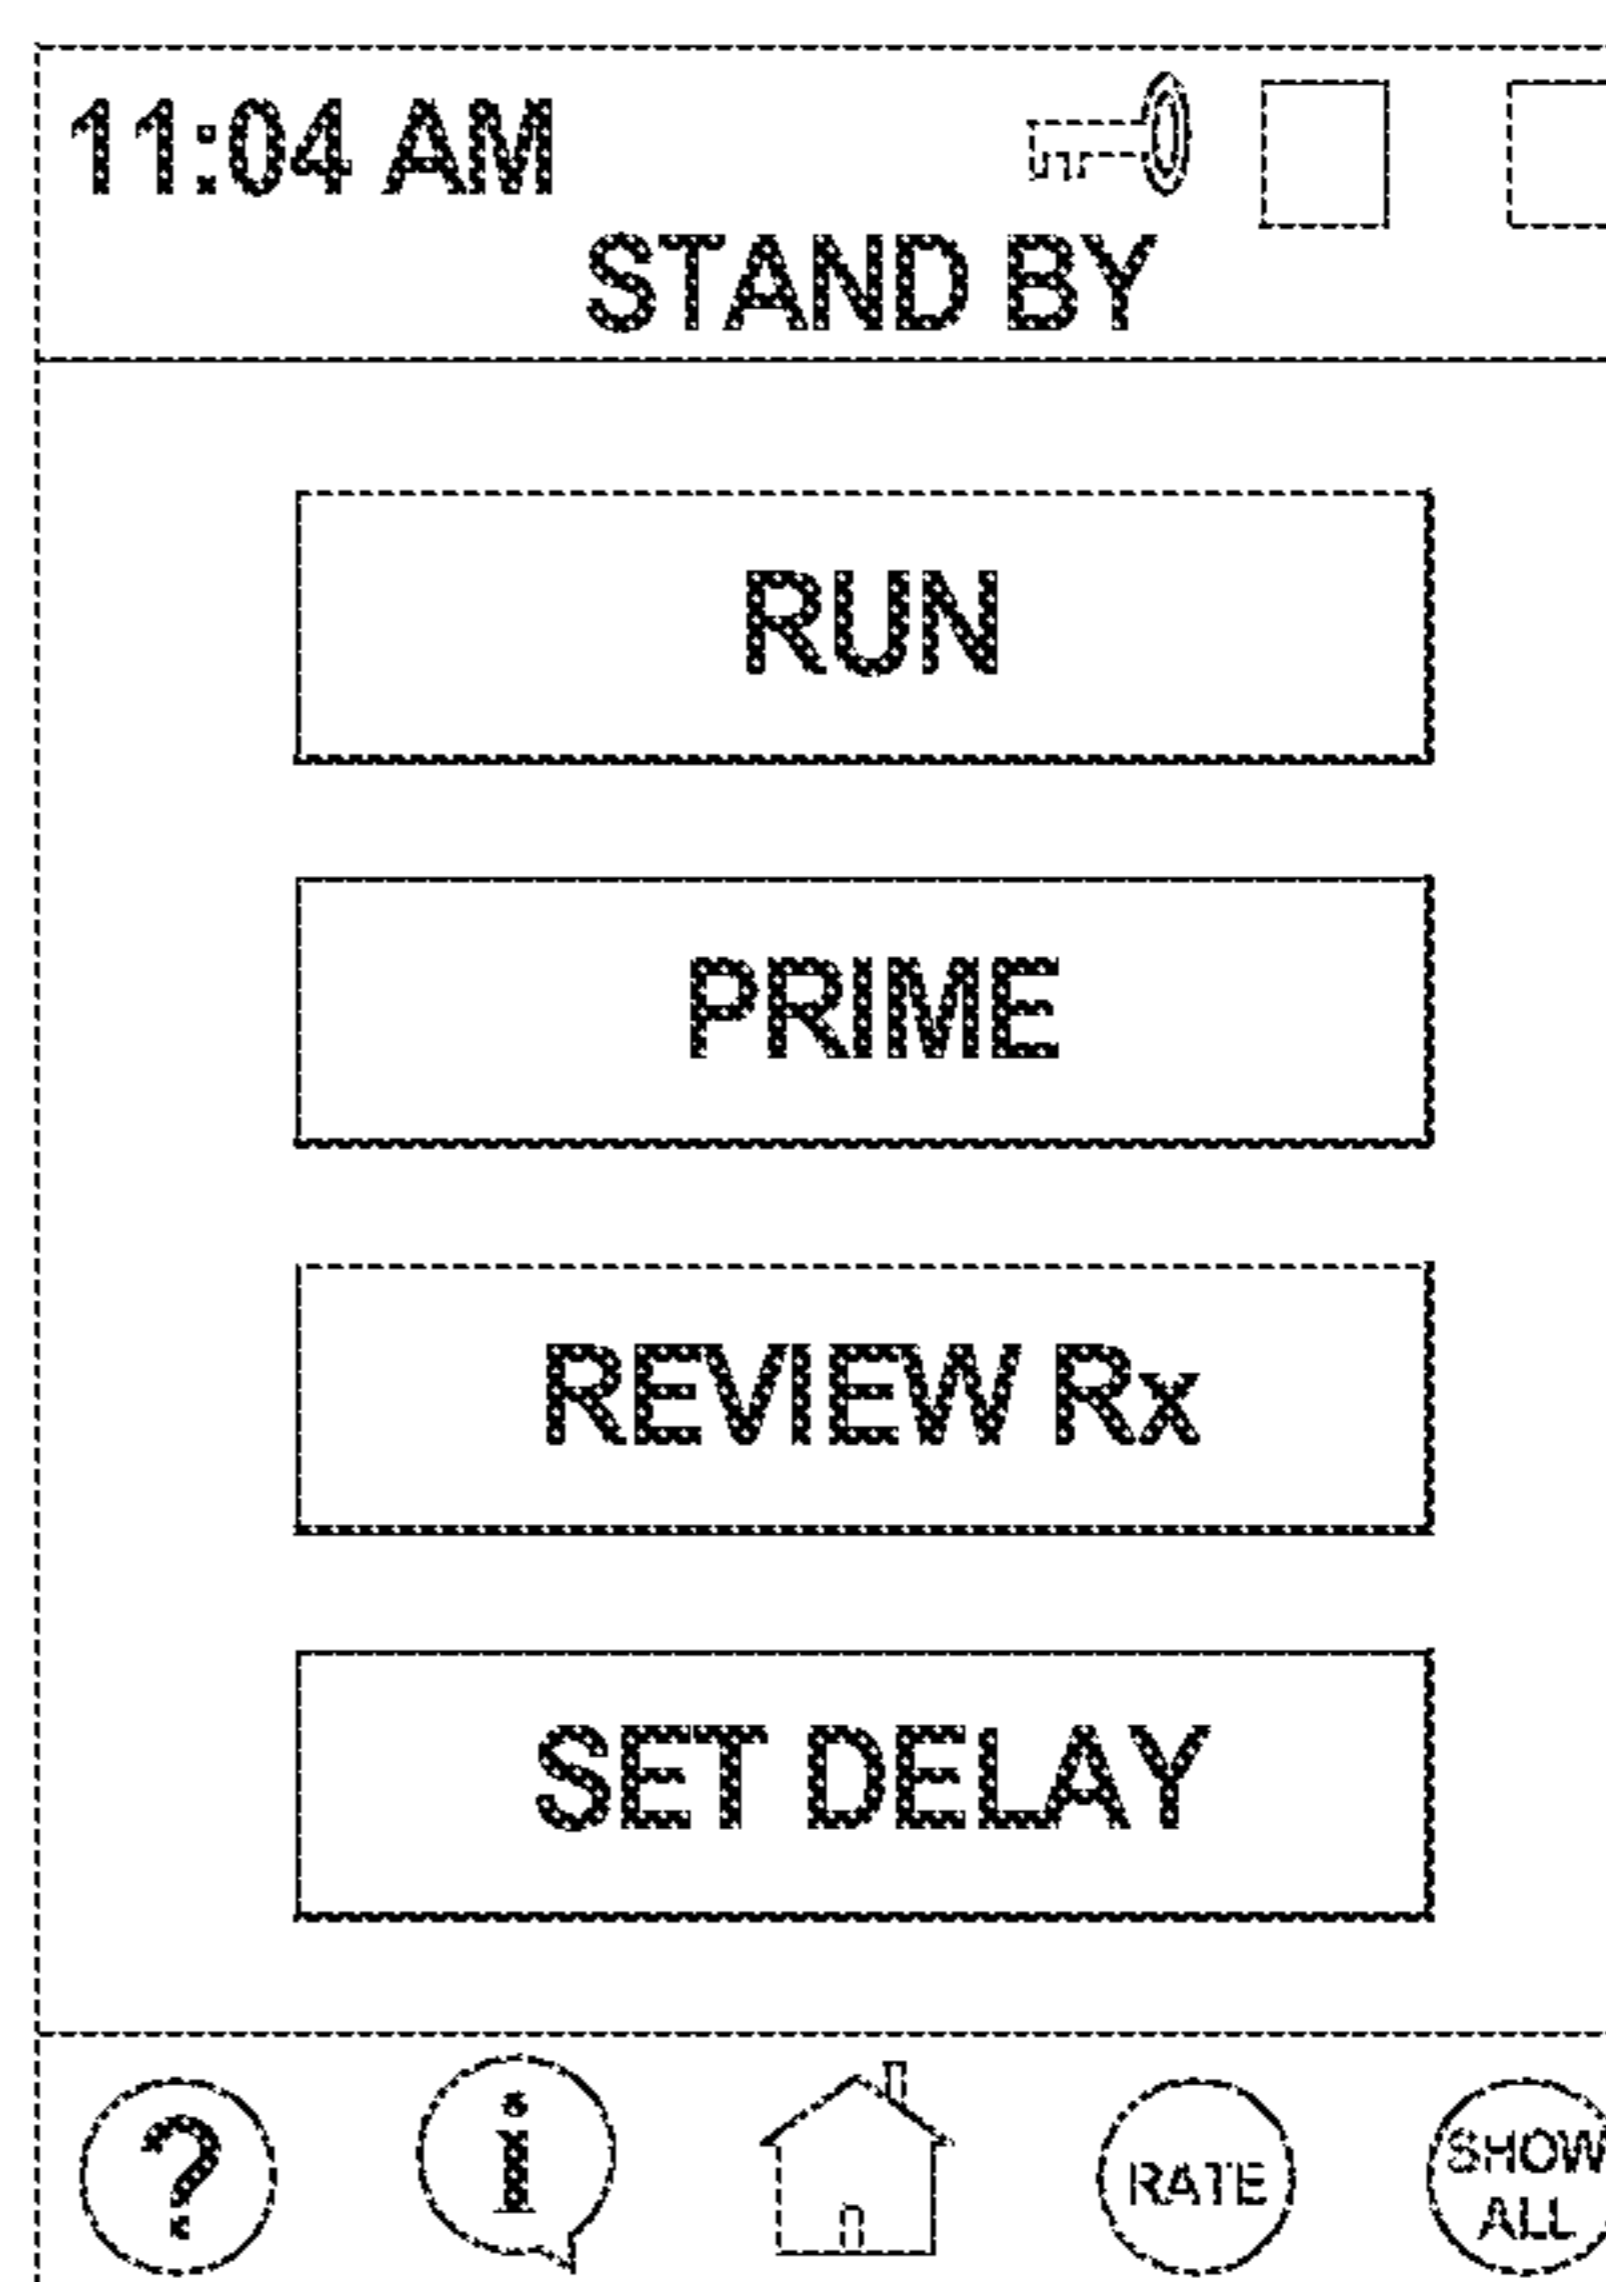 11:04 AM
STAND BY
RUN
PRIME
REVIEW Rx
SET DELAY
?
i
RATE
SHOW
ALL